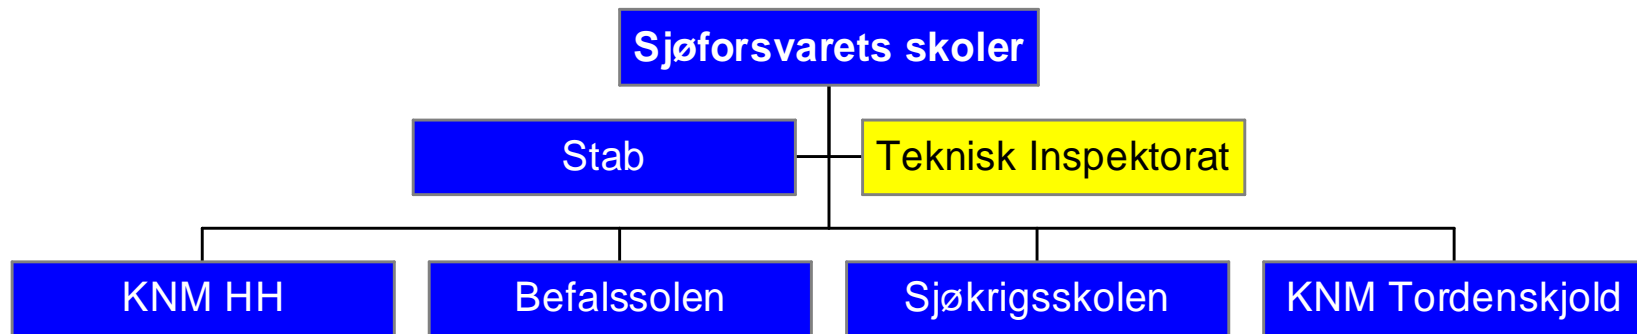 Sjøforsvarets skoler
Stab
Teknisk Inspektorat
KNM HH
Befalssolen
Sjøkrigsskolen
KNM Tordenskjold